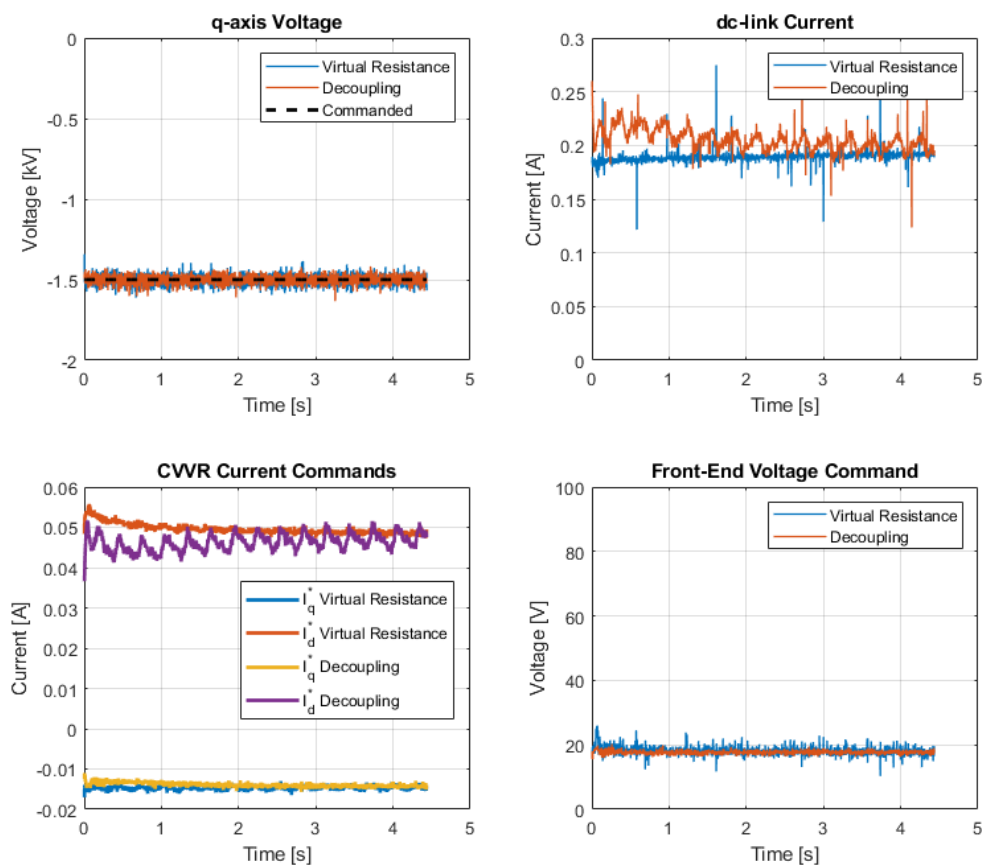 q-axis Voltage
0
-0.5
-1
-1.5
-2
Voltage [kV]
Virtual Resistance
Decoupling
Commanded
0 1 2 3 4 5
Time [s]
dc-link Current
0.3
0.25
0.2
0.15
0.1
0.05
0
Current [A]
Virtual Resistance
Decoupling
0 1 2 3 4 5
Time [s]
CVVR Current Commands
0.06
0.05
0.04
0.03
0.02
0.01
0
-0.01
-0.02
Current [A]
I_q^* Virtual Resistance
I_d^* Virtual Resistance
I_q^* Decoupling
I_d^* Decoupling
0 1 2 3 4 5
Time [s]
Front-End Voltage Command
100
80
60
40
20
0
Voltage [V]
Virtual Resistance
Decoupling
0 1 2 3 4 5
Time [s]